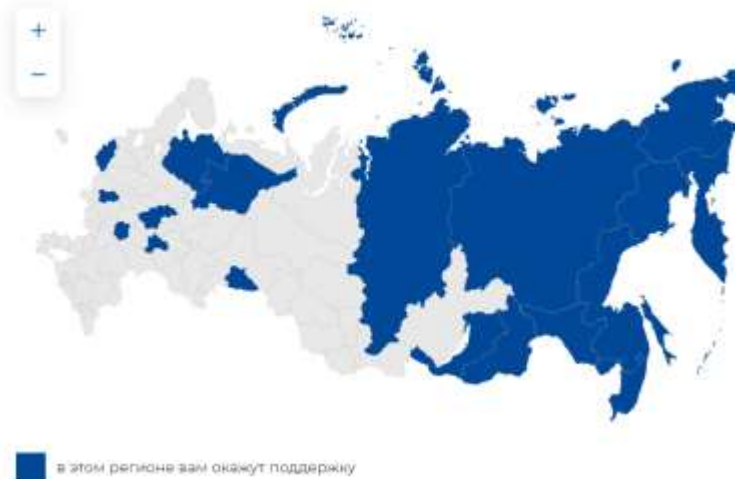 +
−
в этом регионе вам окажут поддержку